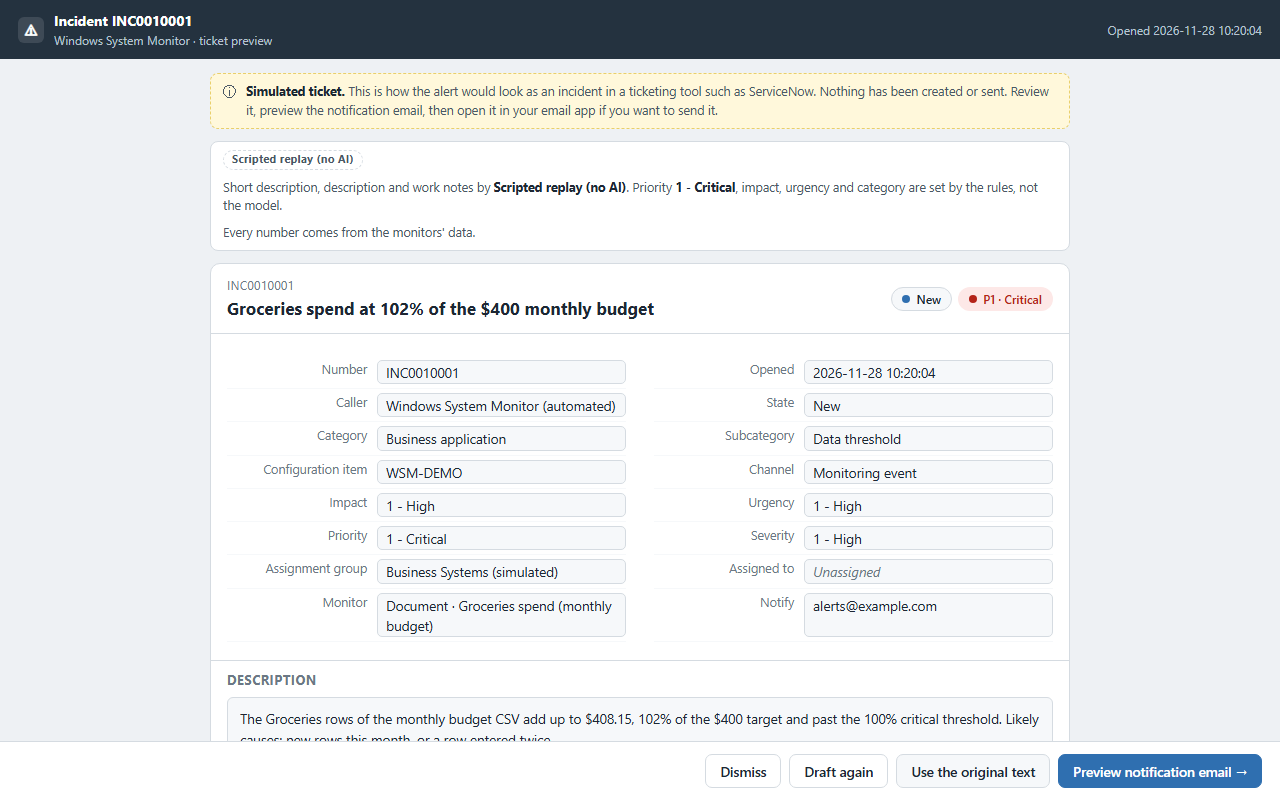 Incident INC0010001
Windows System Monitor · ticket preview
Opened 2026-11-28 10:20:04
Simulated ticket. This is how the alert would look as an incident in a ticketing tool such as ServiceNow. Nothing has been created or sent. Review
it, preview the notification email, then open it in your email app if you want to send it.
Scripted replay (no AI)
Short description, description and work notes by Scripted replay (no AI). Priority 1 - Critical, impact, urgency and category are set by the rules, not
the model.
Every number comes from the monitors' data.
INC0010001
Groceries spend at 102% of the $400 monthly budget
New
P1 · Critical
Number INC0010001
Opened 2026-11-28 10:20:04
Caller Windows System Monitor (automated)
State New
Category Business application
Subcategory Data threshold
Configuration item WSM-DEMO
Channel Monitoring event
Impact 1 - High
Urgency 1 - High
Priority 1 - Critical
Severity 1 - High
Assignment group Business Systems (simulated)
Assigned to Unassigned
Monitor Document · Groceries spend (monthly
budget)
Notify alerts@example.com
DESCRIPTION
The Groceries rows of the monthly budget CSV add up to $408.15, 102% of the $400 target and past the 100% critical threshold. Likely
causes: new rows this month, or a row entered twice.
Dismiss
Draft again
Use the original text
Preview notification email →